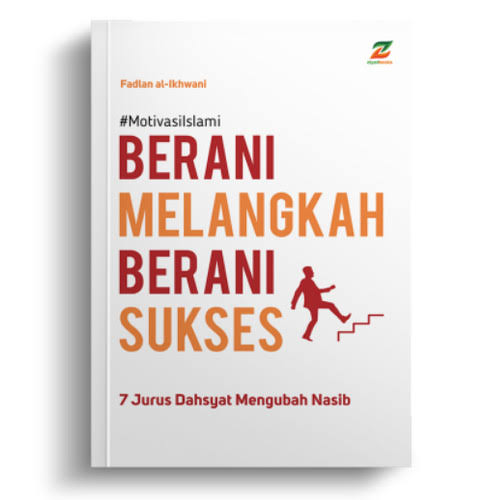 Fadlan al-Ikhwani
#MotivasiIslami
BERANI
MELANGKAH
BERANI
SUKSES
7 Jurus Dahsyat Mengubah Nasib